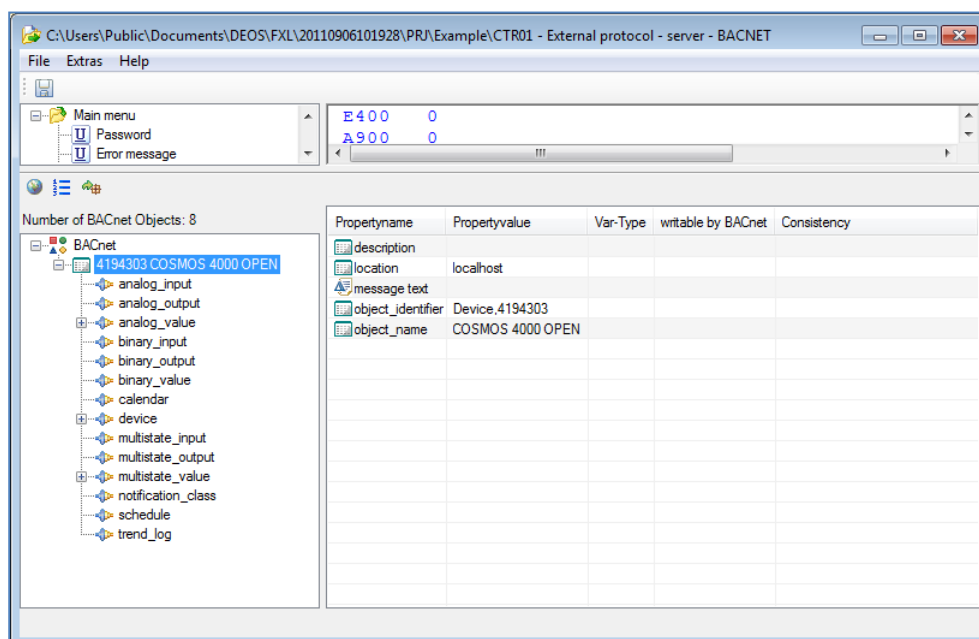 C:\Users\Public\Documents\DEOS\FXL\20110906101928\PRJ\Example\CTR01 - External protocol - server - BACNET
File Extras Help
Main menu
Password
Error message
E400 0
A900 0
Number of BACnet Objects: 8
BACnet
4194303 COSMOS 4000 OPEN
analog_input
analog_output
analog_value
binary_input
binary_output
binary_value
calendar
device
multistate_input
multistate_output
multistate_value
notification_class
schedule
trend_log
Propertyname Propertyvalue Var-Type writable by BACnet Consistency
description
location localhost
message text
object_identifier Device,4194303
object_name COSMOS 4000 OPEN